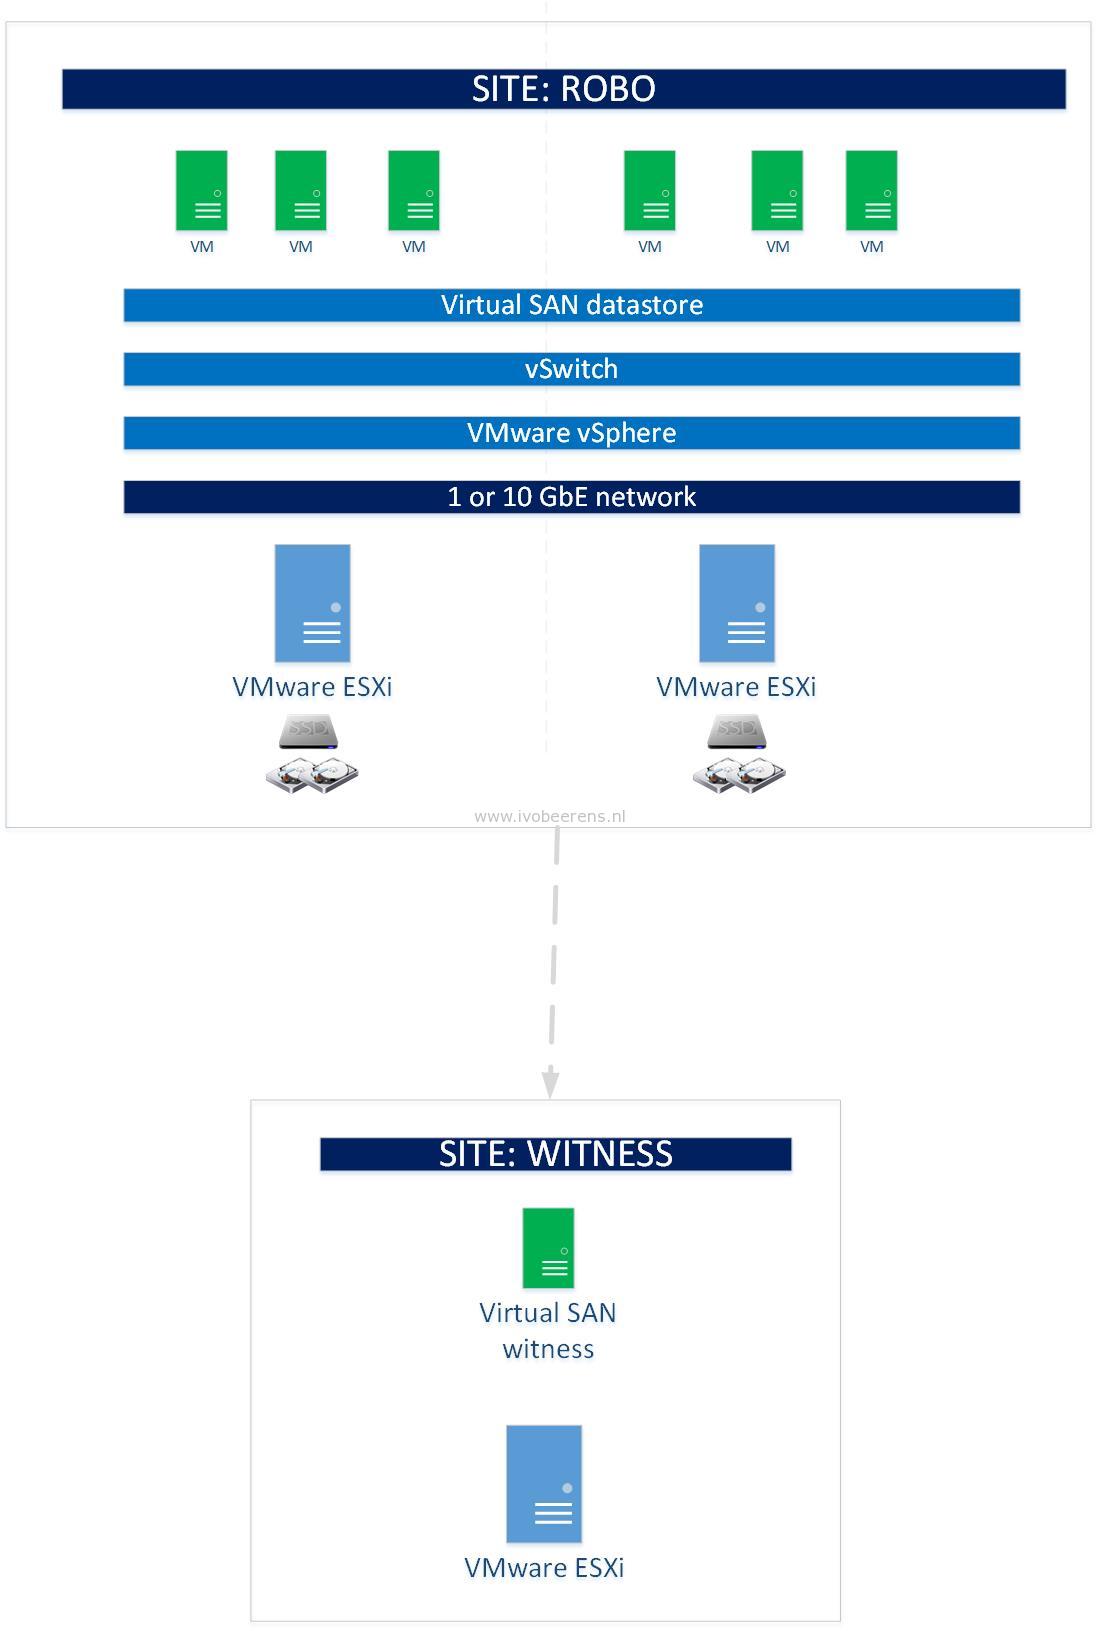 SITE: ROBO
VM VM VM VM VM VM
Virtual SAN datastore
vSwitch
VMware vSphere
1 or 10 GbE network
VMware ESXi VMware ESXi
SSD SSD
www.ivobeerens.nl
SITE: WITNESS
Virtual SAN
witness
VMware ESXi